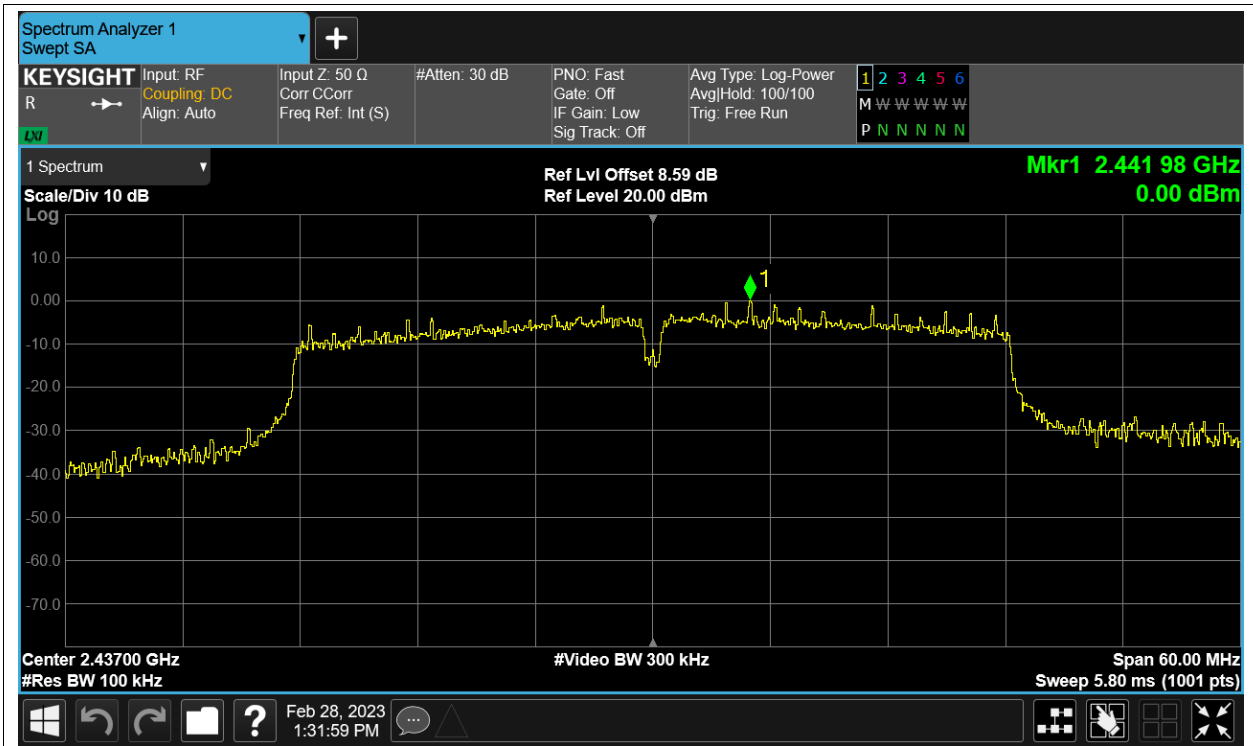 Spectrum Analyzer 1
Swept SA
KEYSIGHT
R
LXI
Input: RF
Coupling: DC
Align: Auto
Input Z: 50 Ω
Corr CCorr
Freq Ref: Int (S)
#Atten: 30 dB
PNO: Fast
Gate: Off
IF Gain: Low
Sig Track: Off
Avg Type: Log-Power
Avg|Hold: 100/100
Trig: Free Run
1 2 3 4 5 6
M W W W W W
P N N N N N
1 Spectrum
Scale/Div 10 dB
Ref Lvl Offset 8.59 dB
Ref Level 20.00 dBm
Mkr1 2.441 98 GHz
0.00 dBm
Log
10.0
0.00
-10.0
-20.0
-30.0
-40.0
-50.0
-60.0
-70.0
1
Center 2.43700 GHz
#Res BW 100 kHz
#Video BW 300 kHz
Span 60.00 MHz
Sweep 5.80 ms (1001 pts)
?
Feb 28, 2023
1:31:59 PM